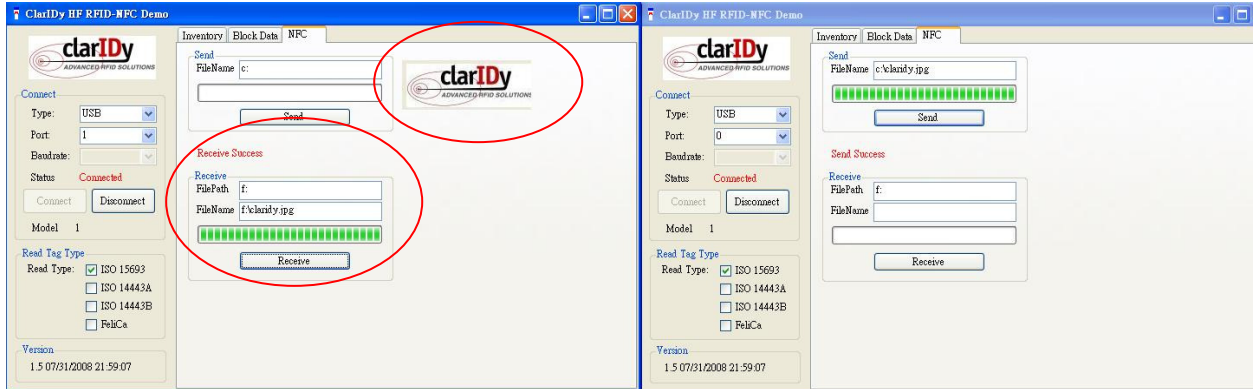 ClarIDy HF RFID-NFC Demo
clarIDy
ADVANCED RFID SOLUTIONS
Connect
Type: USB
Port: 1
Baudrate:
Status Connected
Connect Disconnect
Model 1
Read Tag Type
Read Type: ISO 15693
ISO 14443A
ISO 14443B
FeliCa
Version
1.5 07/31/2008 21:59:07
Inventory Block Data NFC
Send
FileName c:
Send
Receive Success
Receive
FilePath f:
FileName f:\claridy.jpg
Receive
clarIDy
ADVANCED RFID SOLUTIONS
ClarIDy HF RFID-NFC Demo
clarIDy
ADVANCED RFID SOLUTIONS
Connect
Type: USB
Port: 0
Baudrate:
Status Connected
Connect Disconnect
Model 1
Read Tag Type
Read Type: ISO 15693
ISO 14443A
ISO 14443B
FeliCa
Version
1.5 07/31/2008 21:59:07
Inventory Block Data NFC
Send
FileName c:\claridy.jpg
Send
Send Success
Receive
FilePath f:
FileName
Receive